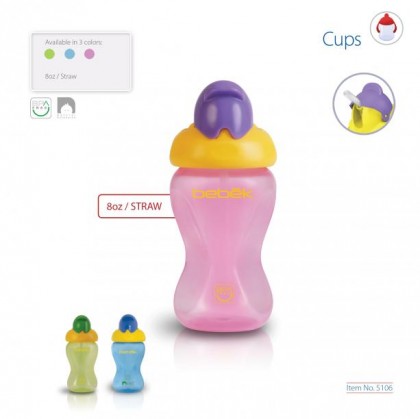 Available in 3 colors:
8oz / Straw
Cups
bebek
8oz / STRAW
Item No. 5106